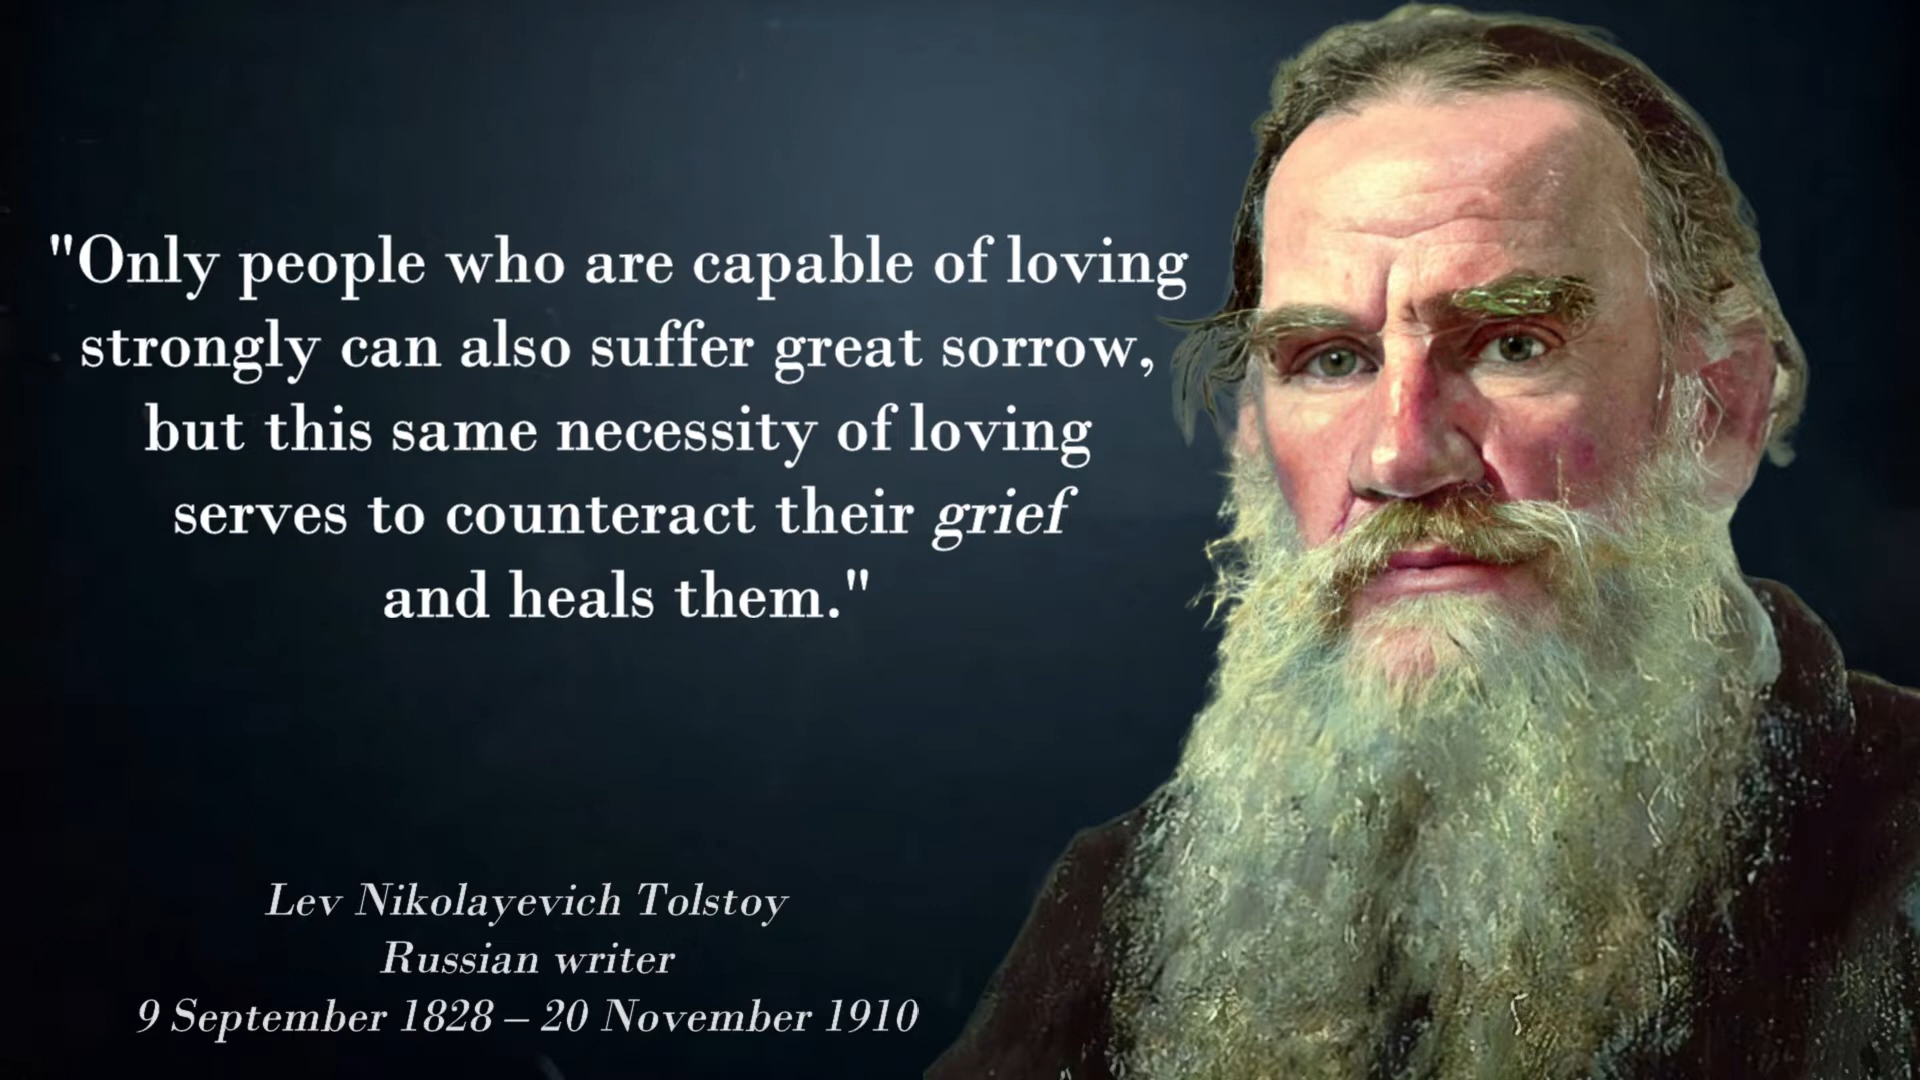 "Only people who are capable of loving
strongly can also suffer great sorrow,
but this same necessity of loving
serves to counteract their grief
and heals them."
Lev Nikolayevich Tolstoy
Russian writer
9 September 1828 – 20 November 1910